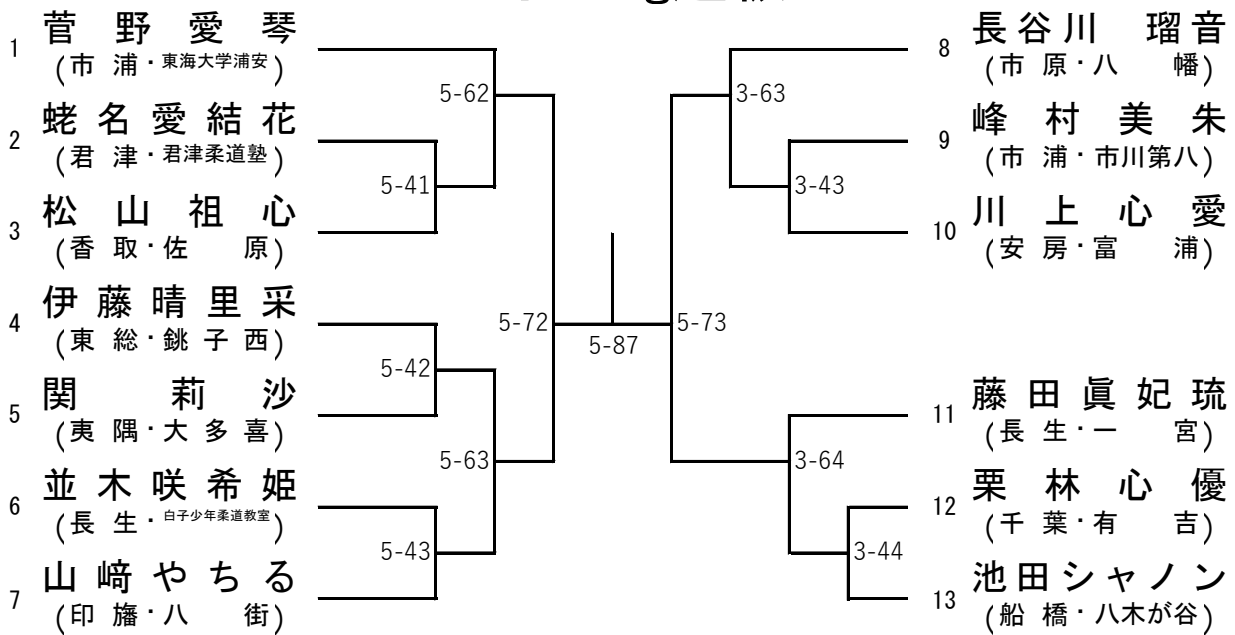 1 菅野愛琴
(市浦・東海大学浦安)
2 蛯名愛結花
(君津・君津柔道塾)
3 松山祖心
(香取・佐原)
4 伊藤晴里采
(東総・銚子西)
5 関莉沙
(夷隅・大多喜)
6 並木咲希姫
(長生・白子少年柔道教室)
7 山﨑やちる
(印旛・八街)
5-62
5-41
5-72
5-42
5-63
5-43
5-87
3-63
3-43
5-73
3-64
3-44
8 長谷川瑠音
(市原・八幡)
9 峰村美朱
(市浦・市川第八)
10 川上心愛
(安房・富浦)
11 藤田眞妃琉
(長生・一宮)
12 栗林心優
(千葉・有吉)
13 池田シャノン
(船橋・八木が谷)